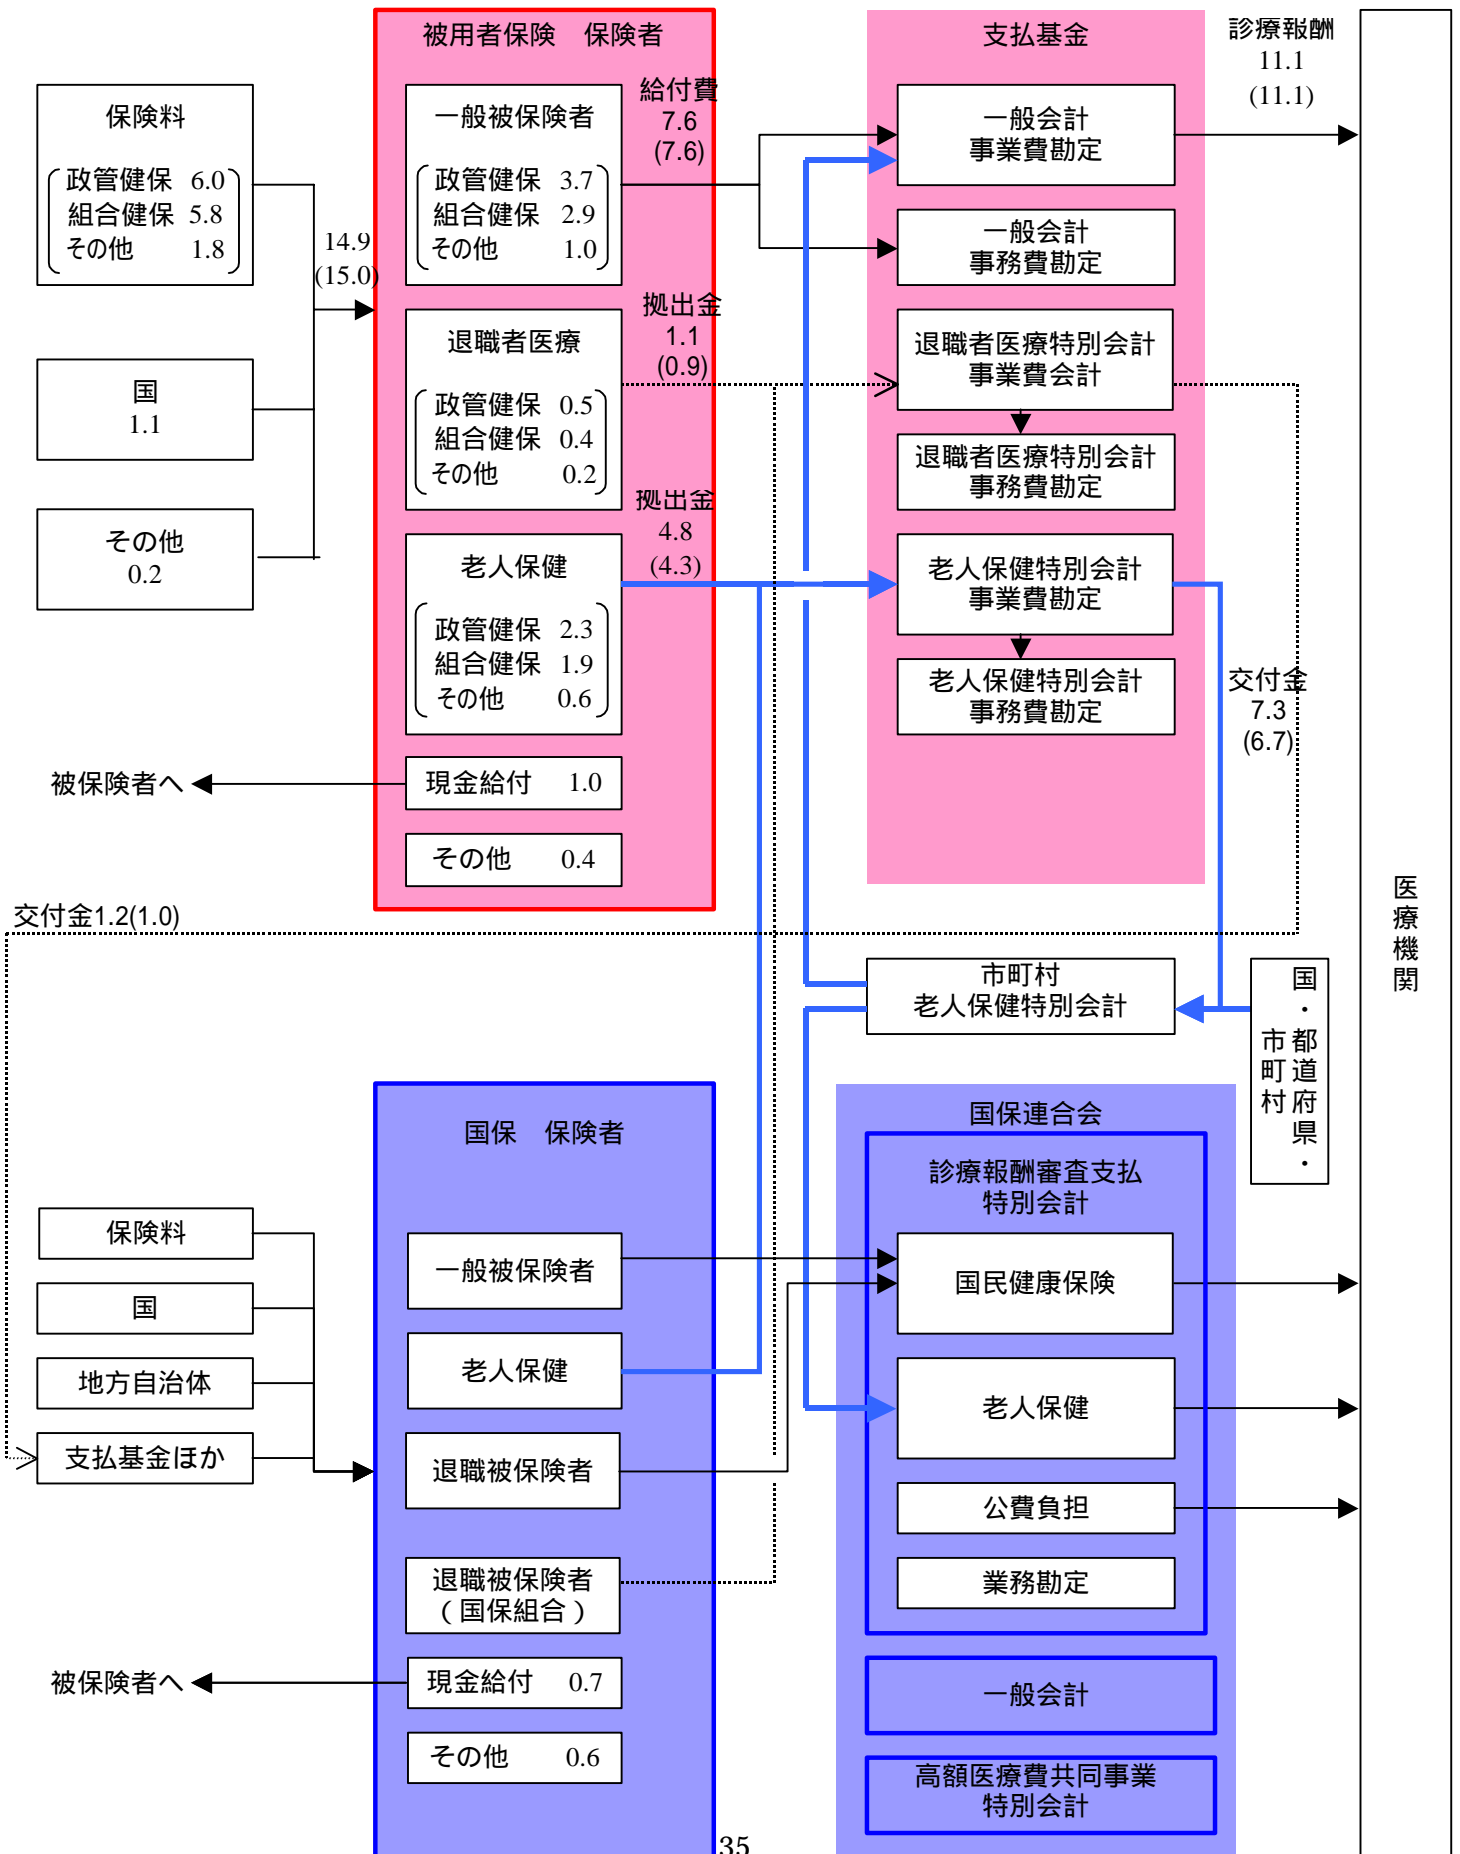 被用者保険　保険者
支払基金
診療報酬
11.1
(11.1)
保険料
政管健保 6.0
組合健保 5.8
その他 1.8
国
1.1
その他
0.2
14.9
(15.0)
一般被保険者
政管健保 3.7
組合健保 2.9
その他 1.0
給付費
7.6
(7.6)
退職者医療
政管健保 0.5
組合健保 0.4
その他 0.2
拠出金
1.1
(0.9)
老人保健
政管健保 2.3
組合健保 1.9
その他 0.6
拠出金
4.8
(4.3)
現金給付 1.0
被保険者へ
その他 0.4
一般会計
事業費勘定
一般会計
事務費勘定
退職者医療特別会計
事業費会計
退職者医療特別会計
事務費勘定
老人保健特別会計
事業費勘定
老人保健特別会計
事務費勘定
交付金
7.3
(6.7)
交付金1.2(1.0)
医療機関
市町村
老人保健特別会計
国・都道府県・
市町村
国保　保険者
国保連合会
診療報酬審査支払
特別会計
保険料
国
地方自治体
支払基金ほか
一般被保険者
老人保健
退職被保険者
退職被保険者
(国保組合)
現金給付 0.7
被保険者へ
その他 0.6
国民健康保険
老人保健
公費負担
業務勘定
一般会計
高額医療費共同事業
特別会計
35